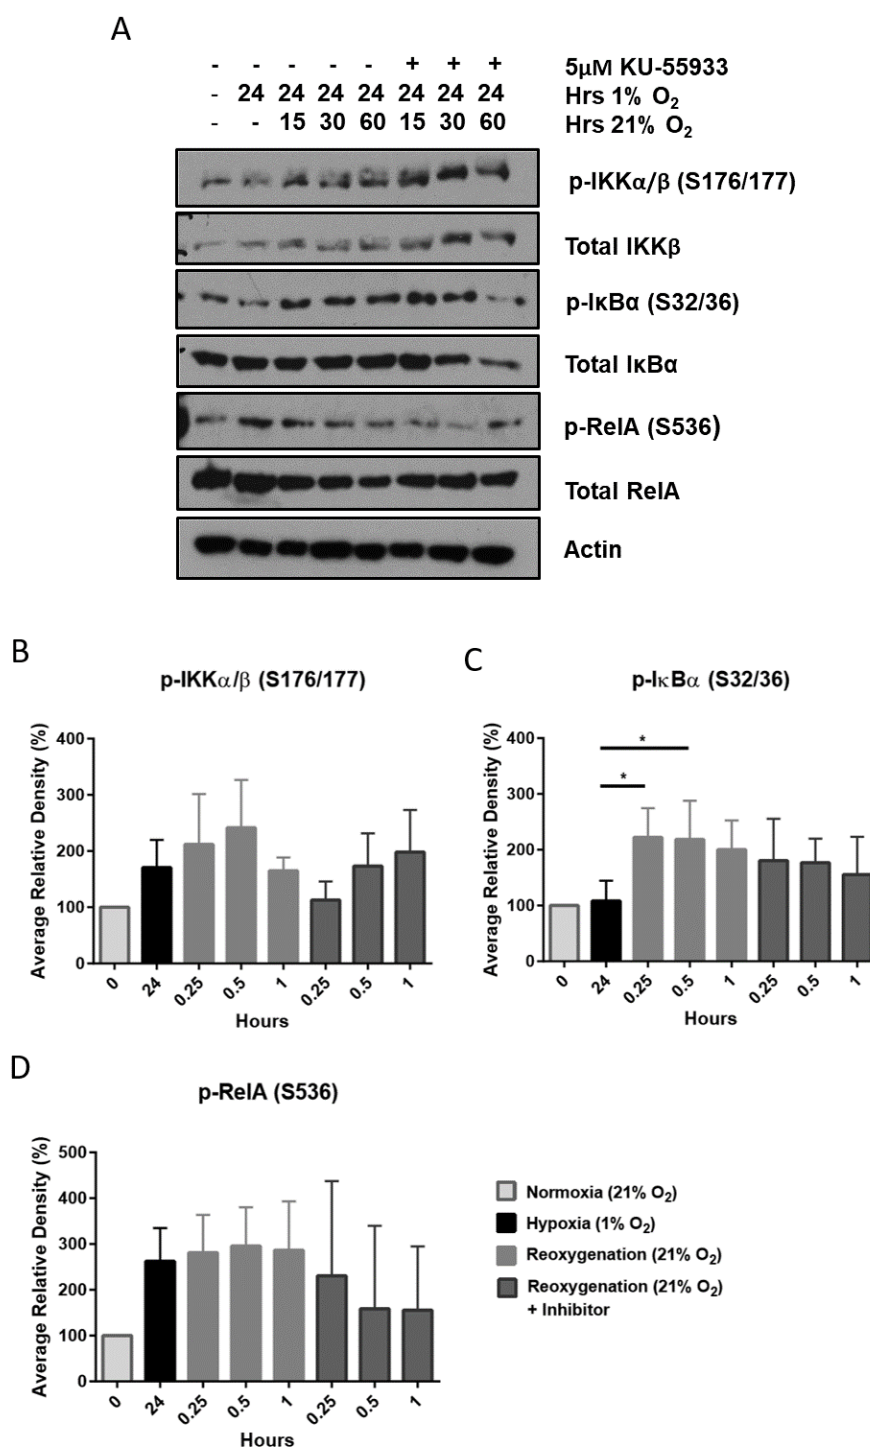 A
- - - - - + + + 5µM KU-55933
- 24 24 24 24 24 24 24 Hrs 1% O₂
- - 15 30 60 15 30 60 Hrs 21% O₂
p-IKKα/β (S176/177)
Total IKKβ
p-IκBα (S32/36)
Total IκBα
p-RelA (S536)
Total RelA
Actin
B
p-IKKα/β (S176/177)
Average Relative Density (%)
400
300
200
100
0
0 24 0.25 0.5 1 0.25 0.5 1
Hours
C
p-IκBα (S32/36)
Average Relative Density (%)
400
300
200
100
0
*
*
0 24 0.25 0.5 1 0.25 0.5 1
Hours
D
p-RelA (S536)
Average Relative Density (%)
500
400
300
200
100
0
0 24 0.25 0.5 1 0.25 0.5 1
Hours
Normoxia (21% O₂)
Hypoxia (1% O₂)
Reoxygenation (21% O₂)
Reoxygenation (21% O₂)
+ Inhibitor